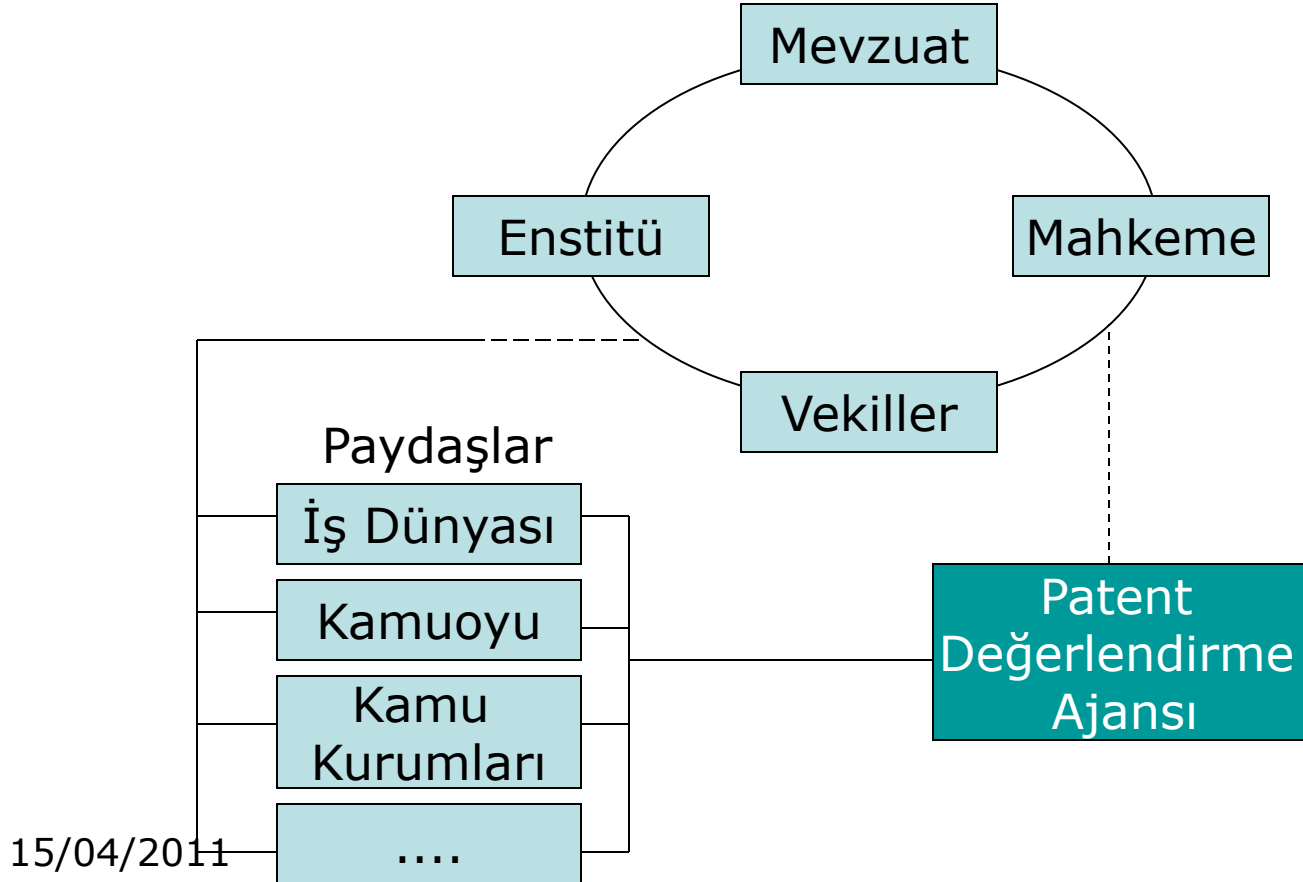 Mevzuat
Enstitü
Mahkeme
Vekiller
Paydaşlar
İş Dünyası
Kamuoyu
Kamu
Kurumları
....
Patent
Değerlendirme
Ajansı
15/04/2011